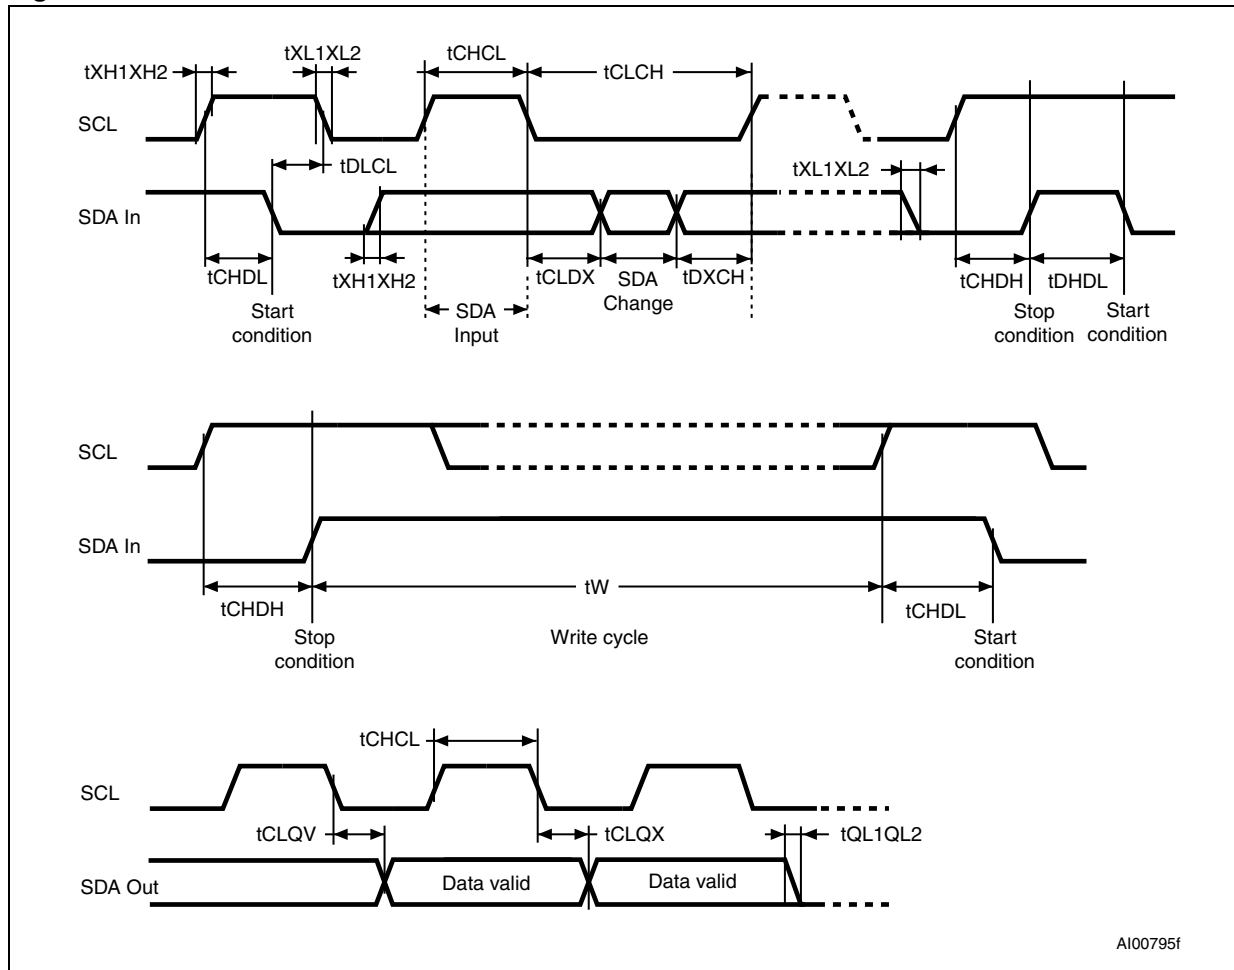 tXH1XH2
tXL1XL2
tCHCL
tCLCH
SCL
tDLCL
tXL1XL2
SDA In
tCHDL
tXH1XH2
tCLDX
SDA
Change
tDXCH
tCHDH
tDHDL
Start
condition
SDA
Input
Stop
condition
Start
condition
SCL
SDA In
tCHDH
tW
tCHDL
Stop
condition
Write cycle
Start
condition
tCHCL
SCL
tCLQV
tCLQX
tQL1QL2
SDA Out
Data valid
Data valid
AI00795f